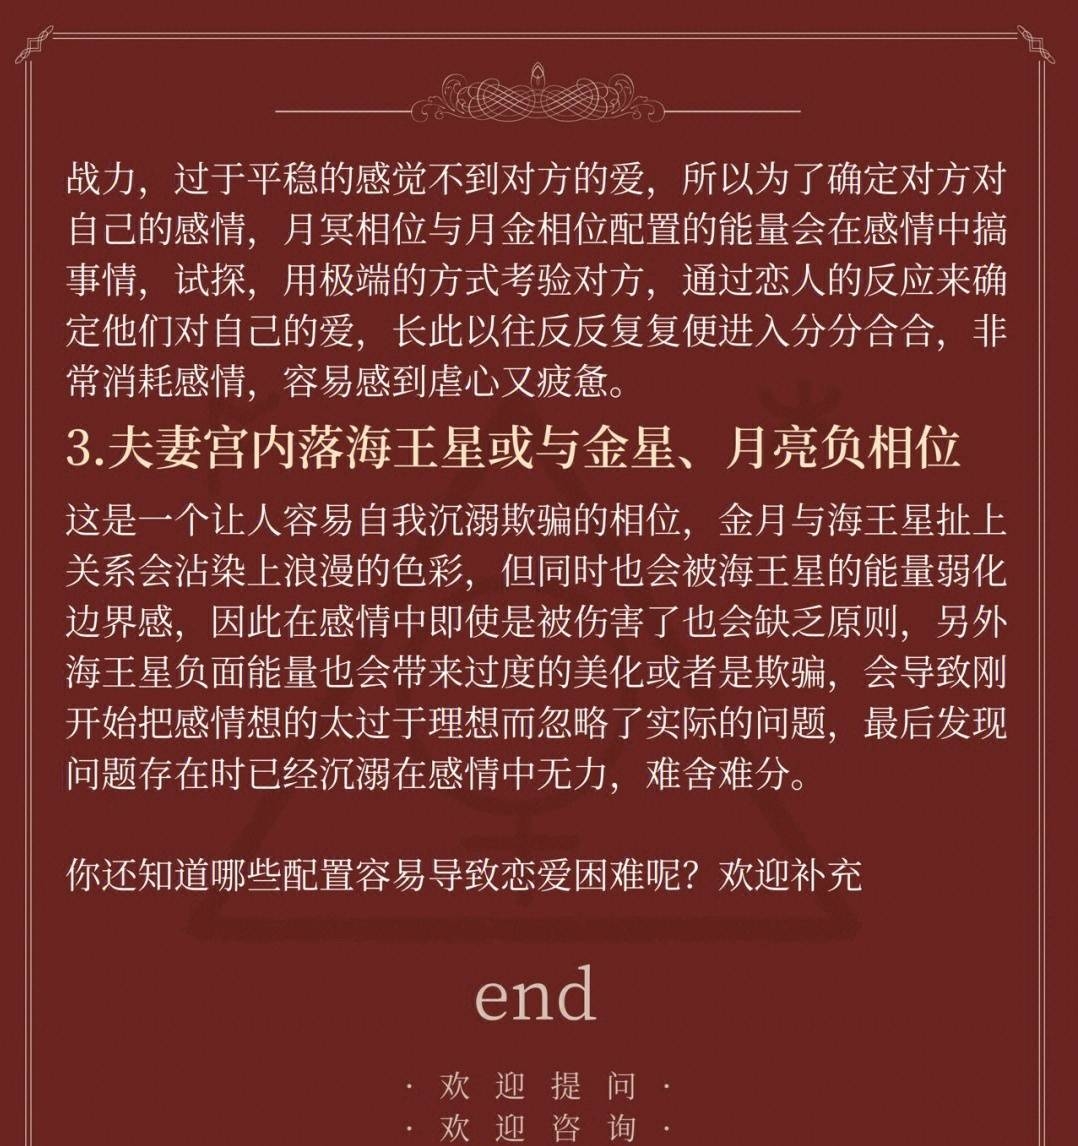 战力，过于平稳的感觉不到对方的爱，所以为了确定对方对
自己的感情，月冥相位与月金相位配置的能量会在感情中搞
事情，试探，用极端的方式考验对方，通过恋人的反应来确
定他们对自己的爱，长此以往反反复复便进入分分合合，非
常消耗感情，容易感到虐心又疲惫。
3.夫妻宫内落海王星或与金星、月亮负相位
这是一个让人容易自我沉溺欺骗的相位，金月与海王星扯上
关系会沾染上浪漫的色彩，但同时也会被海王星的能量弱化
边界感，因此在感情中即使是被伤害了也会缺乏原则，另外
海王星负面能量也会带来过度的美化或者是欺骗，会导致刚
开始把感情想的太过于理想而忽略了实际的问题，最后发现
问题存在时已经沉溺在感情中无力，难舍难分。
你还知道哪些配置容易导致恋爱困难呢？欢迎补充
end
· 欢 迎 提 问 ·
· 欢 迎 咨 询 ·